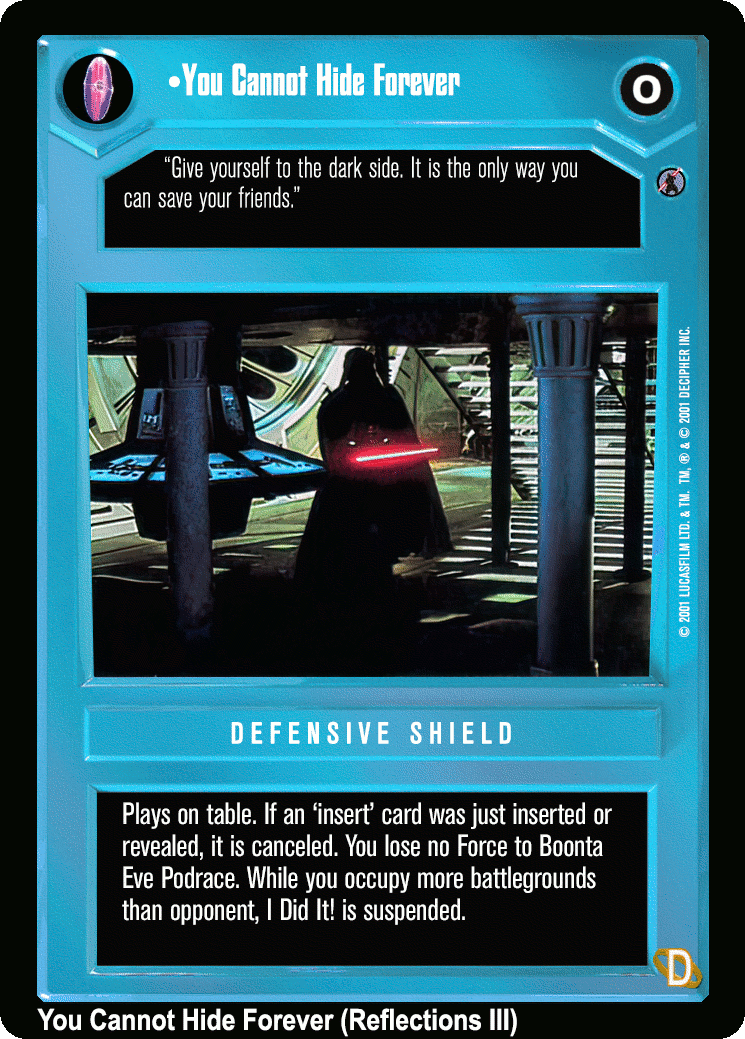 •You Cannot Hide Forever
0
“Give yourself to the dark side. It is the only way you
can save your friends.”
© 2001 LUCASFILM LTD. & TM. TM, ® & © 2001 DECIPHER INC.
DEFENSIVE SHIELD
Plays on table. If an ‘insert’ card was just inserted or
revealed, it is canceled. You lose no Force to Boonta
Eve Podrace. While you occupy more battlegrounds
than opponent, I Did It! is suspended.
D
You Cannot Hide Forever (Reflections III)